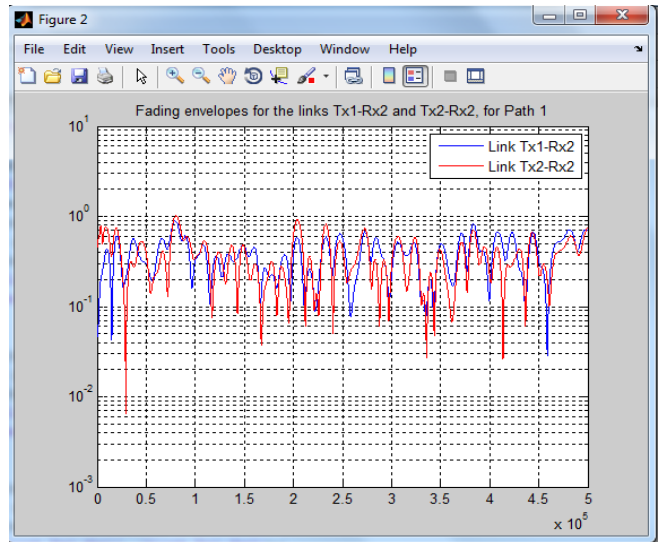 Figure 2
File Edit View Insert Tools Desktop Window Help
Fading envelopes for the links Tx1-Rx2 and Tx2-Rx2, for Path 1
Link Tx1-Rx2
Link Tx2-Rx2
10^1
10^0
10^-1
10^-2
10^-3
0 0.5 1 1.5 2 2.5 3 3.5 4 4.5 5
x 10^5